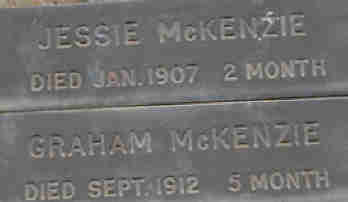 JESSIE McKENZIE
DIED JAN. 1907 2 MONTH
GRAHAM McKENZIE
DIED SEPT. 1912 5 MONTH